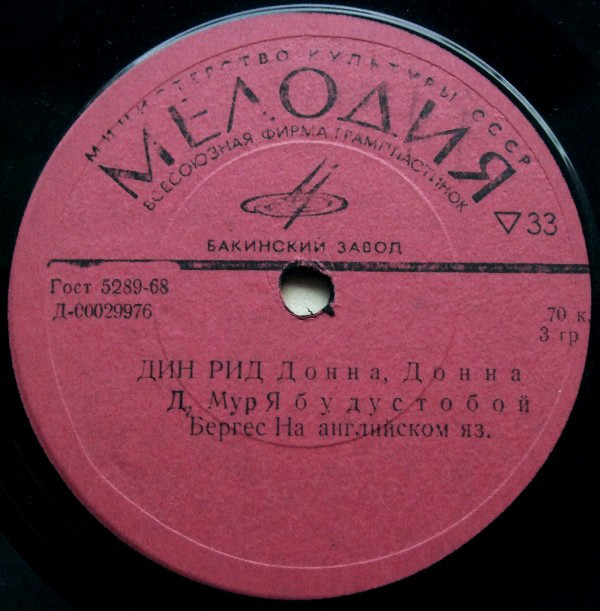 МИНИСТЕРСТВО КУЛЬТУРЫ СССР
МЕЛОДИЯ
ВСЕСОЮЗНАЯ ФИРМА ГРАМПЛАСТИНОК
БАКИНСКИЙ ЗАВОД
▽33
Гост 5289-68
Д-00029976
70 к.
3 гр
ДИН РИД Донна, Донна
Д. Мур Я буду с тобой
Бергес На английском яз.